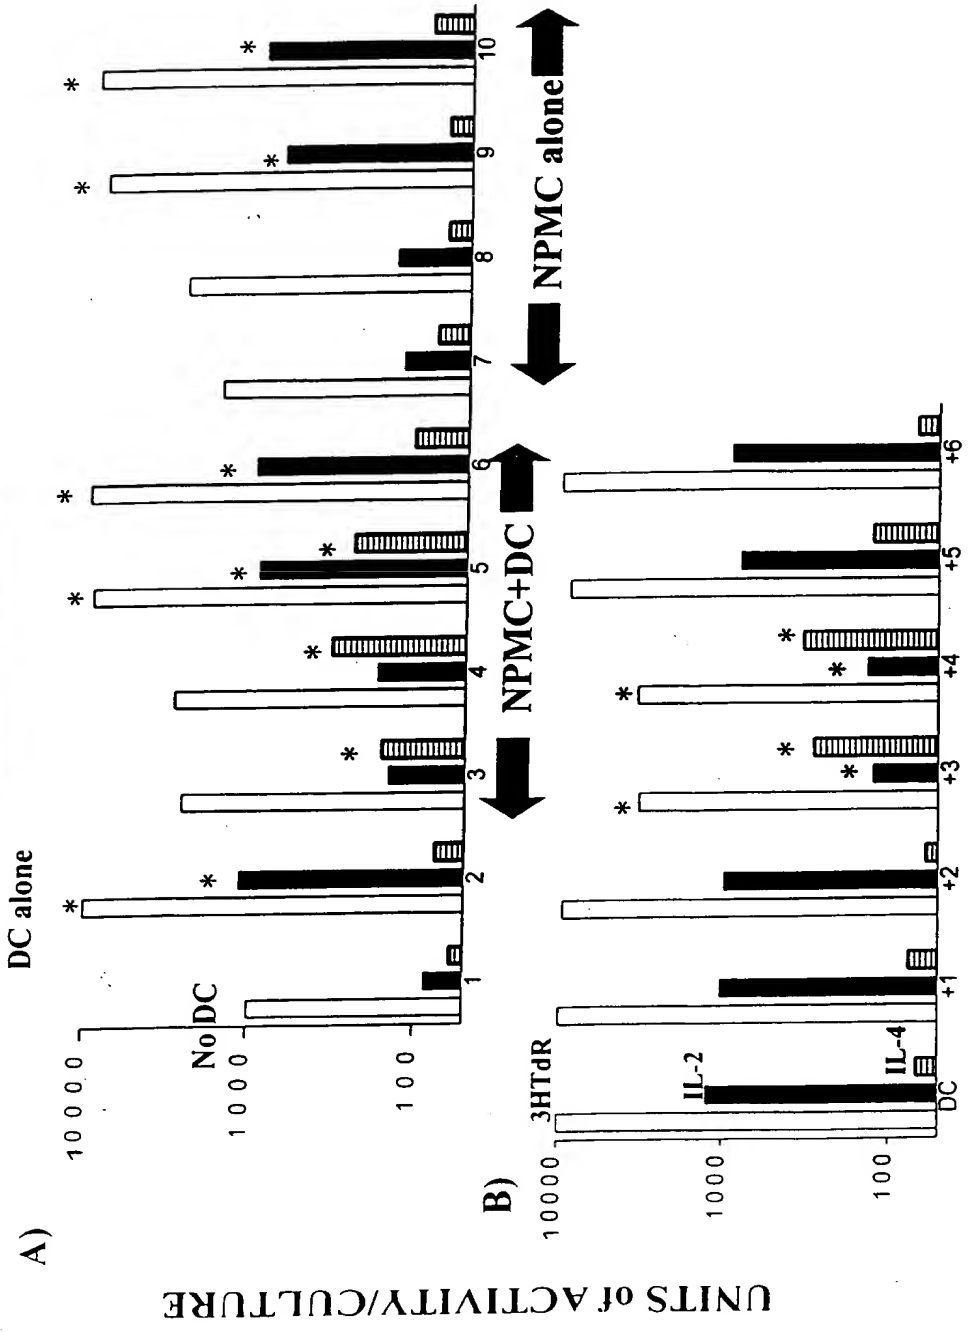 UNITS of ACTIVITY/CULTURE
A)
10000
1000
100
No DC
DC alone
* * * * * * * * * * * * * *
1 2 3 4 5 6 7 8 9 10
NPMC+DC
NPMC alone
B)
10000
1000
100
3HTdR
IL-2
IL-4
* * * * * *
DC +1 +2 +3 +4 +5 +6